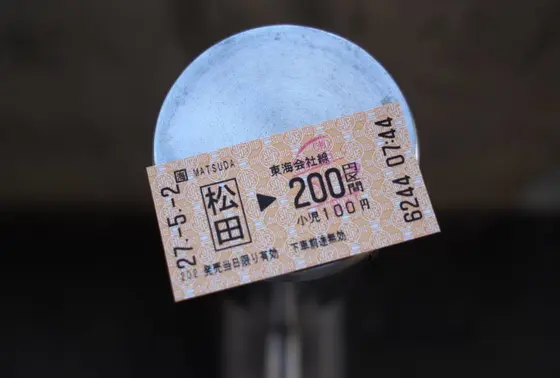 MATSUDA
27.-5.-2
松田
東海会社線
▶ 200円区間
小児100円
発売当日限り有効 下車前途無効
6244 07:44